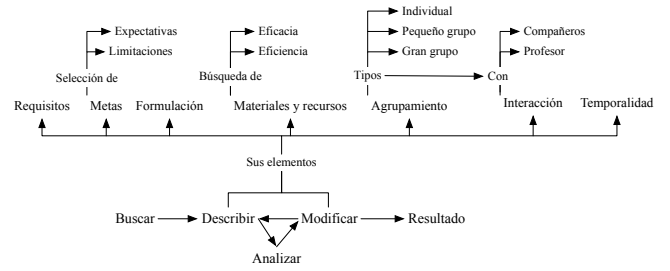 Individual
Expectativas
Eficacia
Pequeño grupo
Compañeros
Limitaciones
Eficiencia
Gran grupo
Profesor
Selección de
Búsqueda de
Tipos
Con
Requisitos
Metas
Formulación
Materiales y recursos
Agrupamiento
Interacción
Temporalidad
Sus elementos
Buscar
Describir
Modificar
Resultado
Analizar